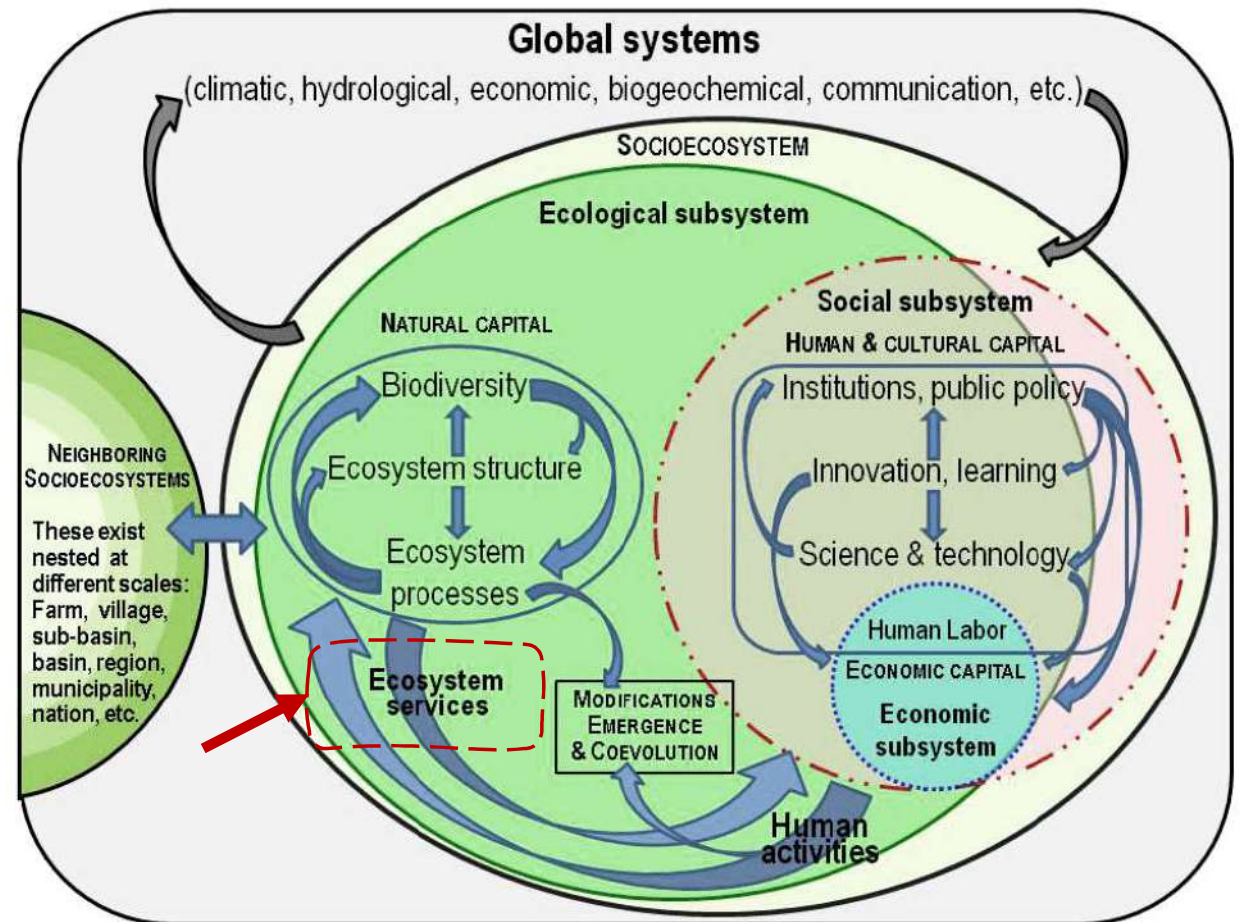 Global systems
(climatic, hydrological, economic, biogeochemical, communication, etc.)
SOCIOECOSYSTEM
Ecological subsystem
NATURAL CAPITAL
Biodiversity
Ecosystem structure
Ecosystem
processes
Social subsystem
HUMAN & CULTURAL CAPITAL
Institutions, public policy
Innovation, learning
Science & technology
Human Labor
ECONOMIC CAPITAL
Economic
subsystem
NEIGHBORING
SOCIOECOSYSTEMS
These exist
nested at
different scales:
Farm, village,
sub-basin,
basin, region,
municipality,
nation, etc.
Ecosystem
services
MODIFICATIONS
EMERGENCE
& COEVOLUTION
Human
activities